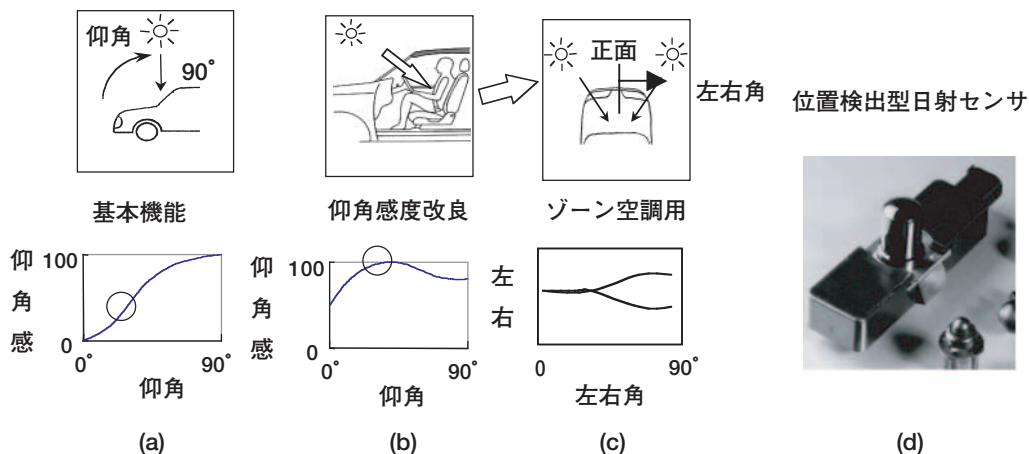 仰角
90°
正面
左右角
位置検出型日射センサ
基本機能
仰角感度改良
ゾーン空調用
仰角感
100
0
0°
90°
仰角
仰角感
100
0
0°
90°
仰角
左右
0
90°
左右角
(a)
(b)
(c)
(d)